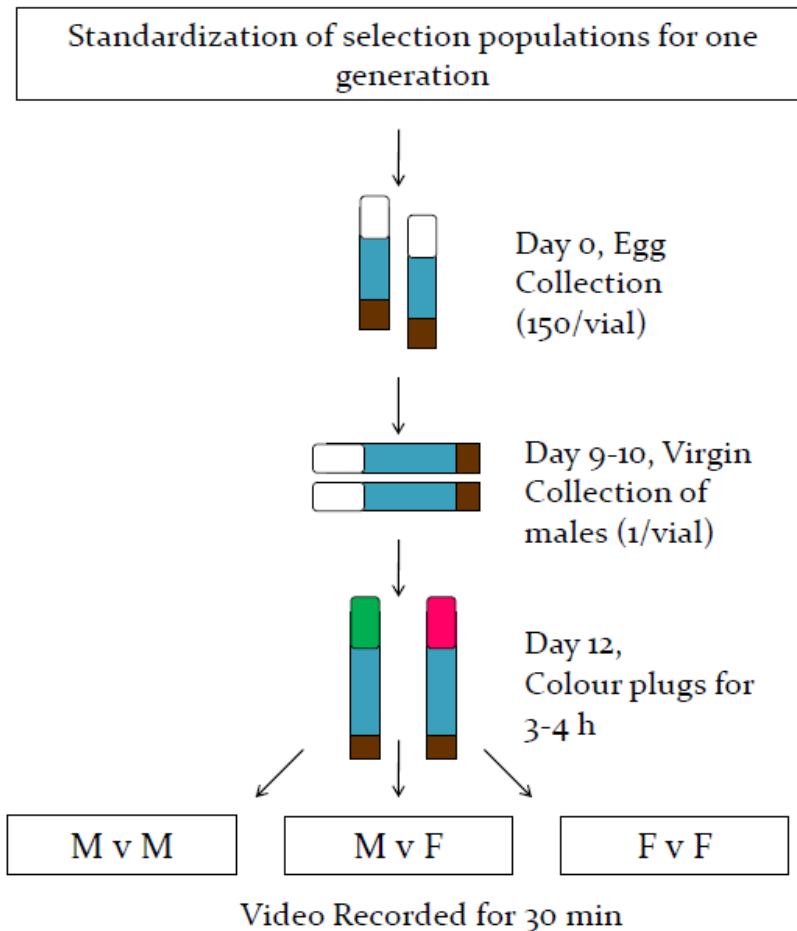 Standardization of selection populations for one
generation
Day 0, Egg
Collection
(150/vial)
Day 9-10, Virgin
Collection of
males (1/vial)
Day 12,
Colour plugs for
3-4 h
M v M
M v F
F v F
Video Recorded for 30 min